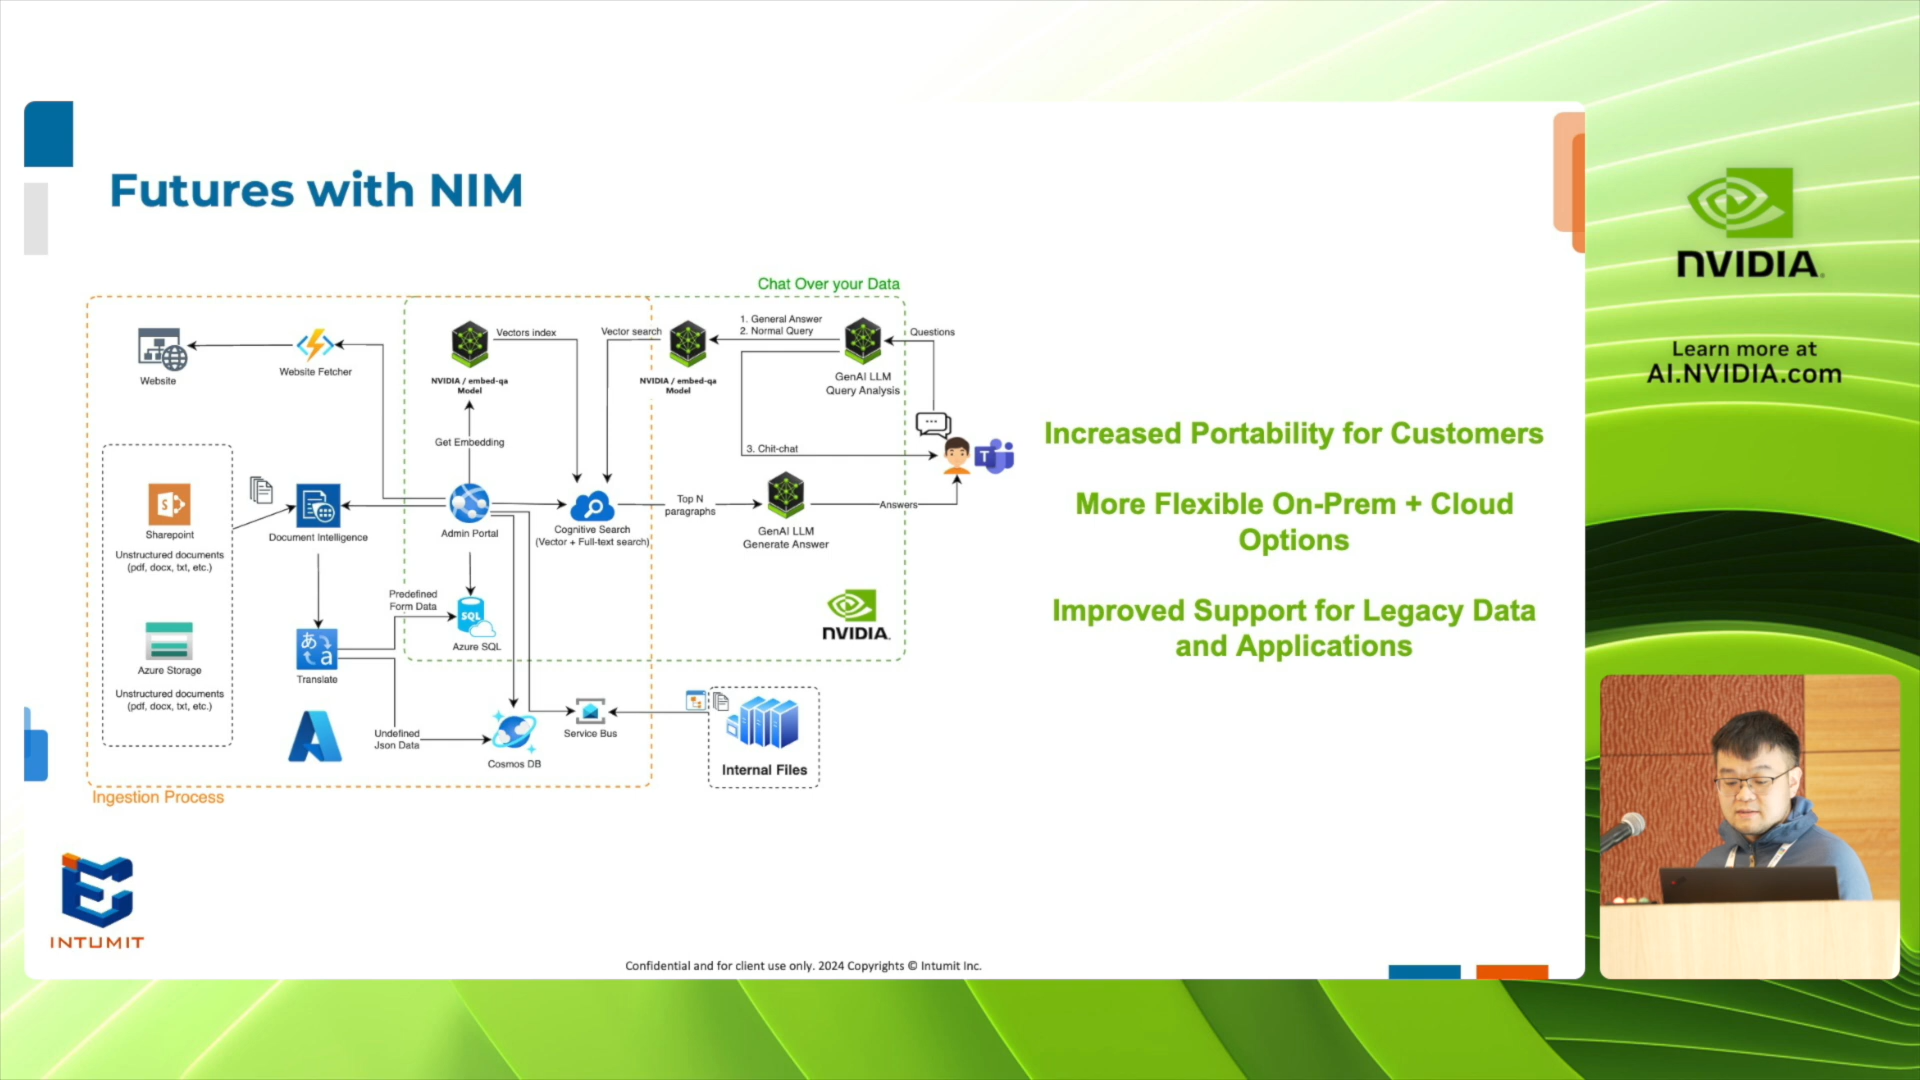 Futures with NIM
Chat Over your Data
Website
Website Fetcher
Vectors index
NVIDIA / embed-qa
Model
Vector search
NVIDIA / embed-qa
Model
1. General Answer
2. Normal Query
GenAI LLM
Query Analysis
Questions
Get Embedding
3. Chit-chat
Sharepoint
Unstructured documents
(pdf, docx, txt, etc.)
Document Intelligence
Admin Portal
Cognitive Search
(Vector + Full-text search)
Top N
paragraphs
GenAI LLM
Generate Answer
Answers
T
S
Predefined
Form Data
SQL
Azure SQL
あ
a
Translate
Azure Storage
Unstructured documents
(pdf, docx, txt, etc.)
Undefined
Json Data
Cosmos DB
Service Bus
Internal Files
NVIDIA.
Ingestion Process
Increased Portability for Customers
More Flexible On-Prem + Cloud
Options
Improved Support for Legacy Data
and Applications
INTUMIT
Confidential and for client use only. 2024 Copyrights © Intumit Inc.
NVIDIA.
Learn more at
AI.NVIDIA.com